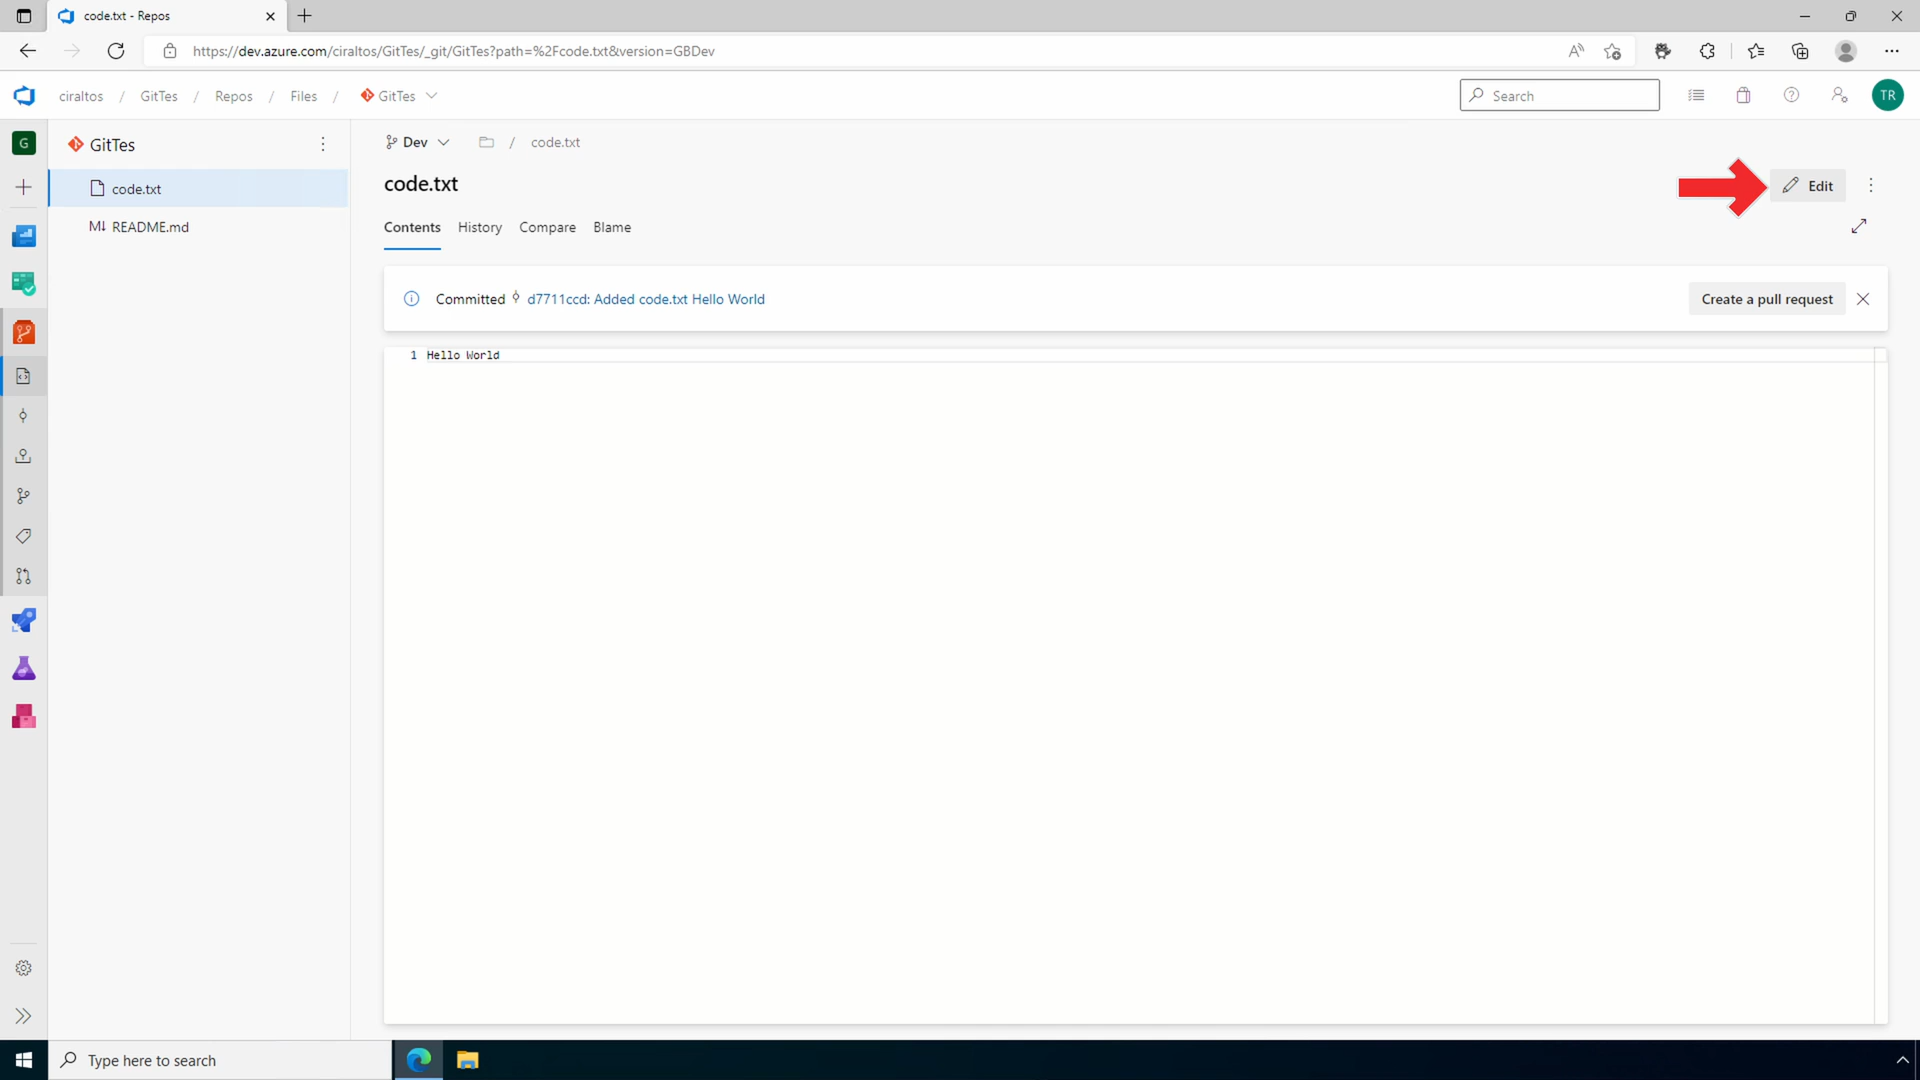 code.txt - Repos
https://dev.azure.com/ciraltos/GitTes/_git/GitTes?path=%2Fcode.txt&version=GBDev
ciraltos / GitTes / Repos / Files / GitTes
Search
TR
G
GitTes
code.txt
README.md
Dev / code.txt
code.txt
Edit
Contents History Compare Blame
Committed d7711ccd: Added code.txt Hello World
Create a pull request
1 Hello World
Type here to search